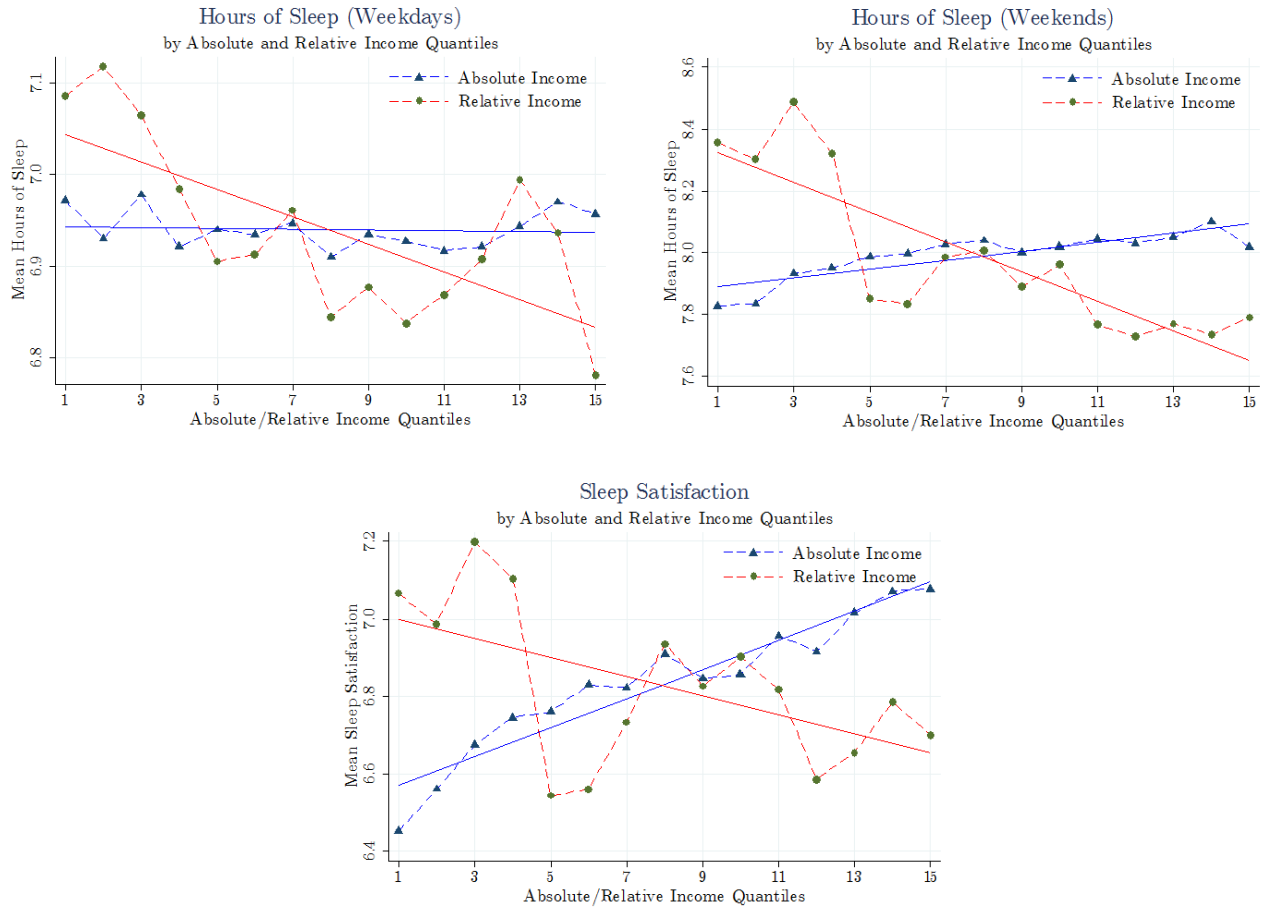 Hours of Sleep (Weekdays)
by Absolute and Relative Income Quantiles
Absolute Income
Relative Income
Mean Hours of Sleep
7.1
7.0
6.9
6.8
1 3 5 7 9 11 13 15
Absolute/Relative Income Quantiles
Hours of Sleep (Weekends)
by Absolute and Relative Income Quantiles
Absolute Income
Relative Income
Mean Hours of Sleep
8.6
8.4
8.2
8.0
7.8
7.6
1 3 5 7 9 11 13 15
Absolute/Relative Income Quantiles
Sleep Satisfaction
by Absolute and Relative Income Quantiles
Absolute Income
Relative Income
Mean Sleep Satisfaction
7.2
7.0
6.8
6.6
6.4
1 3 5 7 9 11 13 15
Absolute/Relative Income Quantiles